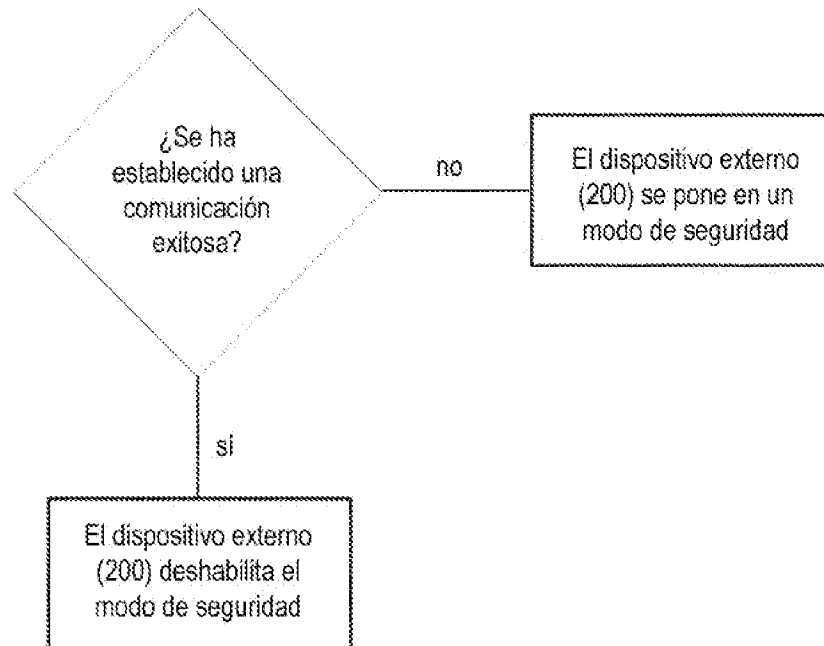 ¿Se ha
establecido una
comunicación
exitosa?
no
El dispositivo externo
(200) se pone en un
modo de seguridad
sí
El dispositivo externo
(200) deshabilita el
modo de seguridad